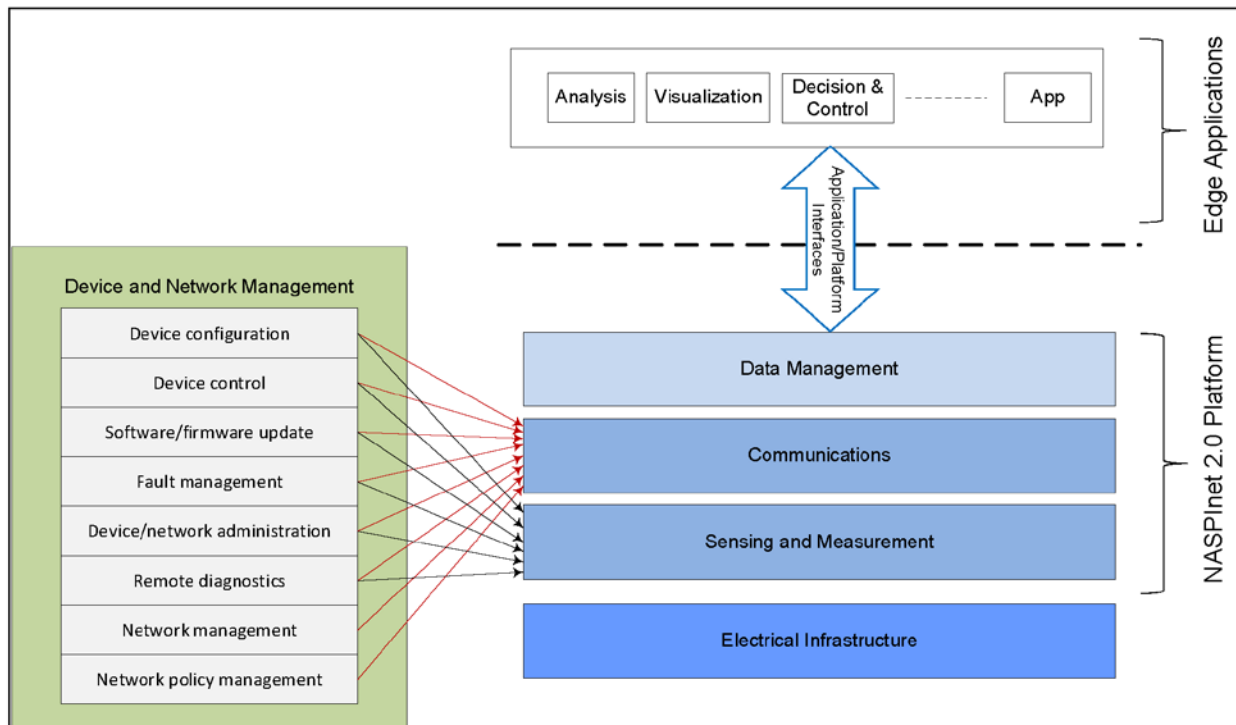 Analysis
Visualization
Decision &
Control
App
Edge Applications
Application/Platform
Interfaces
Device and Network Management
Device configuration
Device control
Software/firmware update
Fault management
Device/network administration
Remote diagnostics
Network management
Network policy management
Data Management
Communications
Sensing and Measurement
Electrical Infrastructure
NASPInet 2.0 Platform